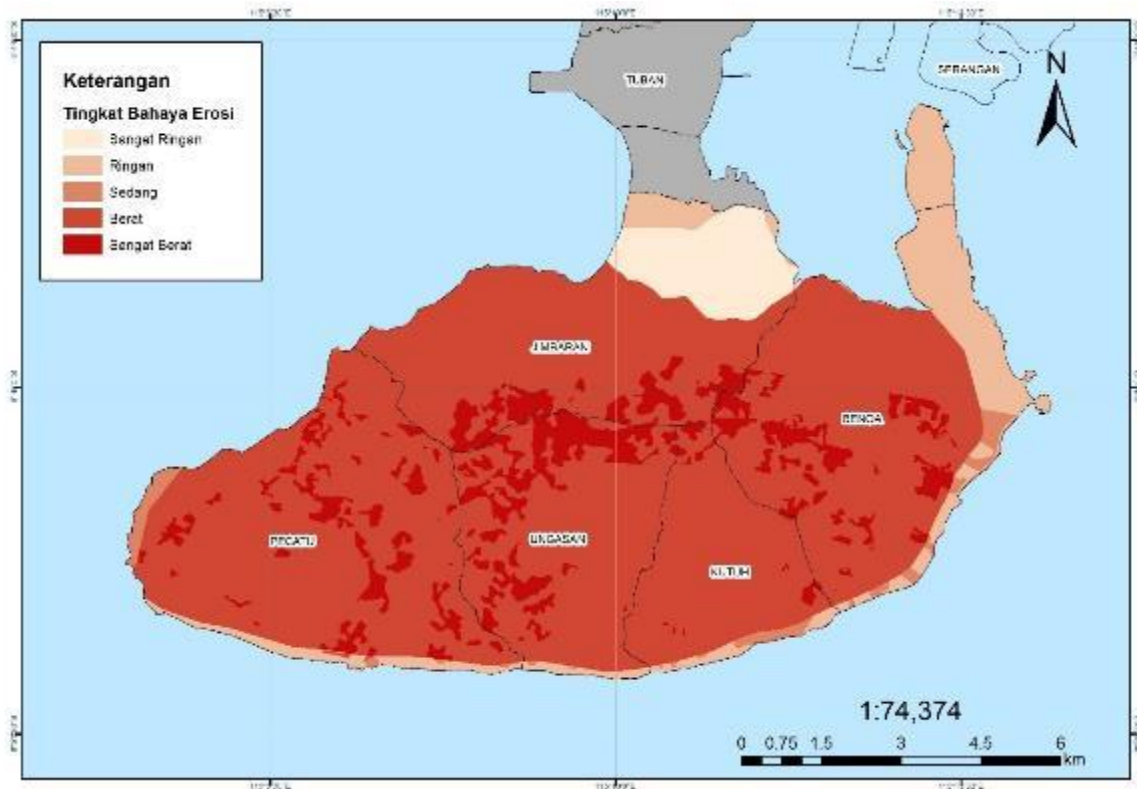 Keterangan
Tingkat Bahaya Erosi
Sangat Ringan
Ringan
Sedang
Berat
Sangat Berat
TUBAN
SERANGAN
N
JIMBARAN
BENOA
PECATU
UNGASAN
KUTUH
1:74,374
0 0.75 1.5 3 4.5 6
km